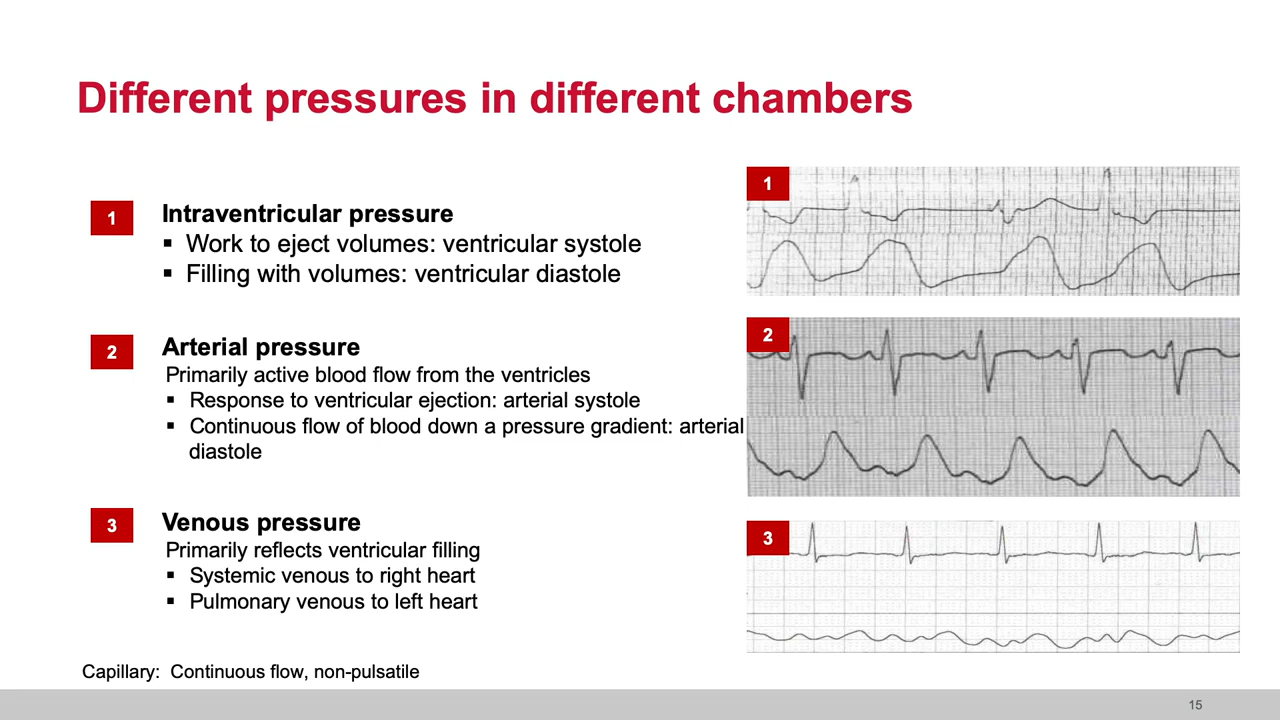 Different pressures in different chambers
1
Intraventricular pressure
▪ Work to eject volumes: ventricular systole
▪ Filling with volumes: ventricular diastole
2
Arterial pressure
Primarily active blood flow from the ventricles
▪ Response to ventricular ejection: arterial systole
▪ Continuous flow of blood down a pressure gradient: arterial
diastole
3
Venous pressure
Primarily reflects ventricular filling
▪ Systemic venous to right heart
▪ Pulmonary venous to left heart
Capillary: Continuous flow, non-pulsatile
1
2
3
15